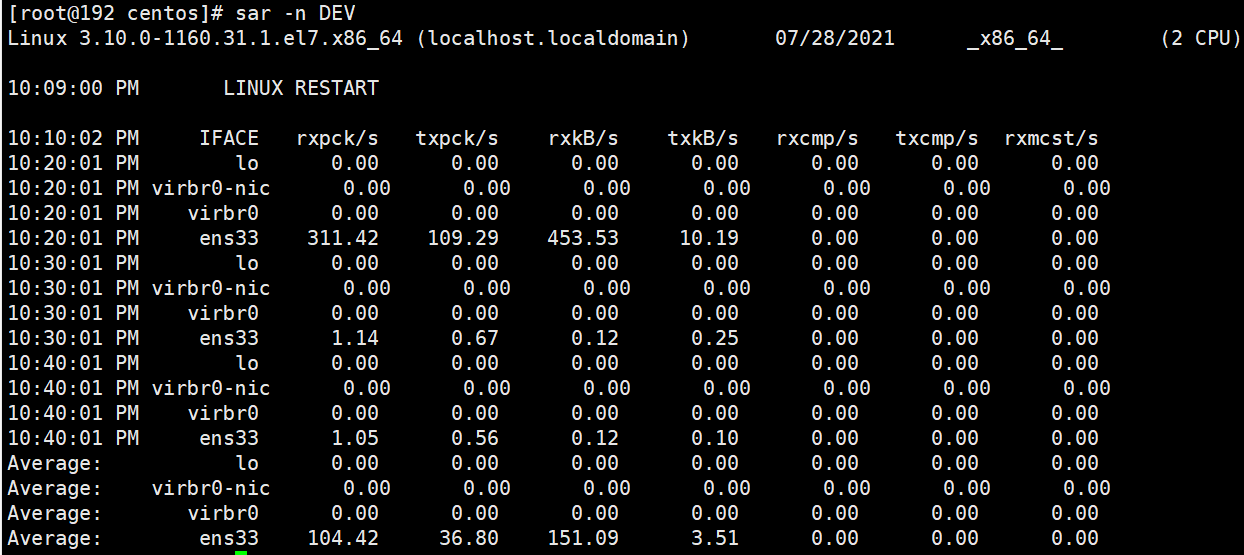 [root@192 centos]# sar -n DEV
Linux 3.10.0-1160.31.1.el7.x86_64 (localhost.localdomain)       07/28/2021      _x86_64_        (2 CPU)

10:09:00 PM       LINUX RESTART

10:10:02 PM     IFACE   rxpck/s   txpck/s    rxkB/s    txkB/s   rxcmp/s   txcmp/s  rxmcst/s
10:20:01 PM        lo      0.00      0.00      0.00      0.00      0.00      0.00      0.00
10:20:01 PM virbr0-nic      0.00      0.00      0.00      0.00      0.00      0.00      0.00
10:20:01 PM    virbr0      0.00      0.00      0.00      0.00      0.00      0.00      0.00
10:20:01 PM     ens33    311.42    109.29    453.53     10.19      0.00      0.00      0.00
10:30:01 PM        lo      0.00      0.00      0.00      0.00      0.00      0.00      0.00
10:30:01 PM virbr0-nic      0.00      0.00      0.00      0.00      0.00      0.00      0.00
10:30:01 PM    virbr0      0.00      0.00      0.00      0.00      0.00      0.00      0.00
10:30:01 PM     ens33      1.14      0.67      0.12      0.25      0.00      0.00      0.00
10:40:01 PM        lo      0.00      0.00      0.00      0.00      0.00      0.00      0.00
10:40:01 PM virbr0-nic      0.00      0.00      0.00      0.00      0.00      0.00      0.00
10:40:01 PM    virbr0      0.00      0.00      0.00      0.00      0.00      0.00      0.00
10:40:01 PM     ens33      1.05      0.56      0.12      0.10      0.00      0.00      0.00
Average:           lo      0.00      0.00      0.00      0.00      0.00      0.00      0.00
Average:    virbr0-nic      0.00      0.00      0.00      0.00      0.00      0.00      0.00
Average:       virbr0      0.00      0.00      0.00      0.00      0.00      0.00      0.00
Average:        ens33    104.42     36.80    151.09      3.51      0.00      0.00      0.00